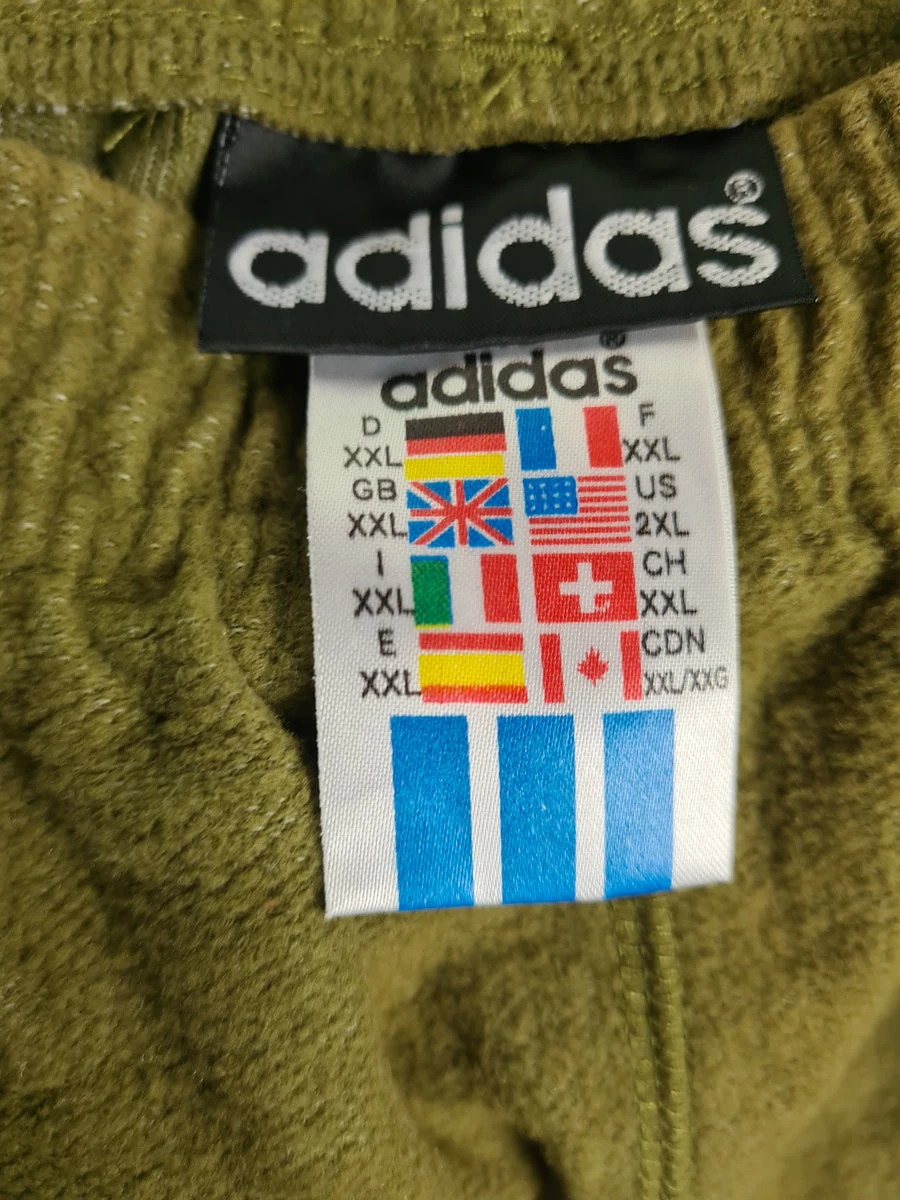 adidas®
adidas®
D F
XXL XXL
GB US
XXL 2XL
I CH
XXL XXL
E CDN
XXL XXL/XXG